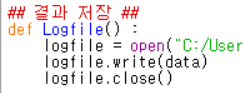 ## 결과 저장 ##
def Logfile() :
logfile = open("C:/User
logfile.write(data)
logfile.close()